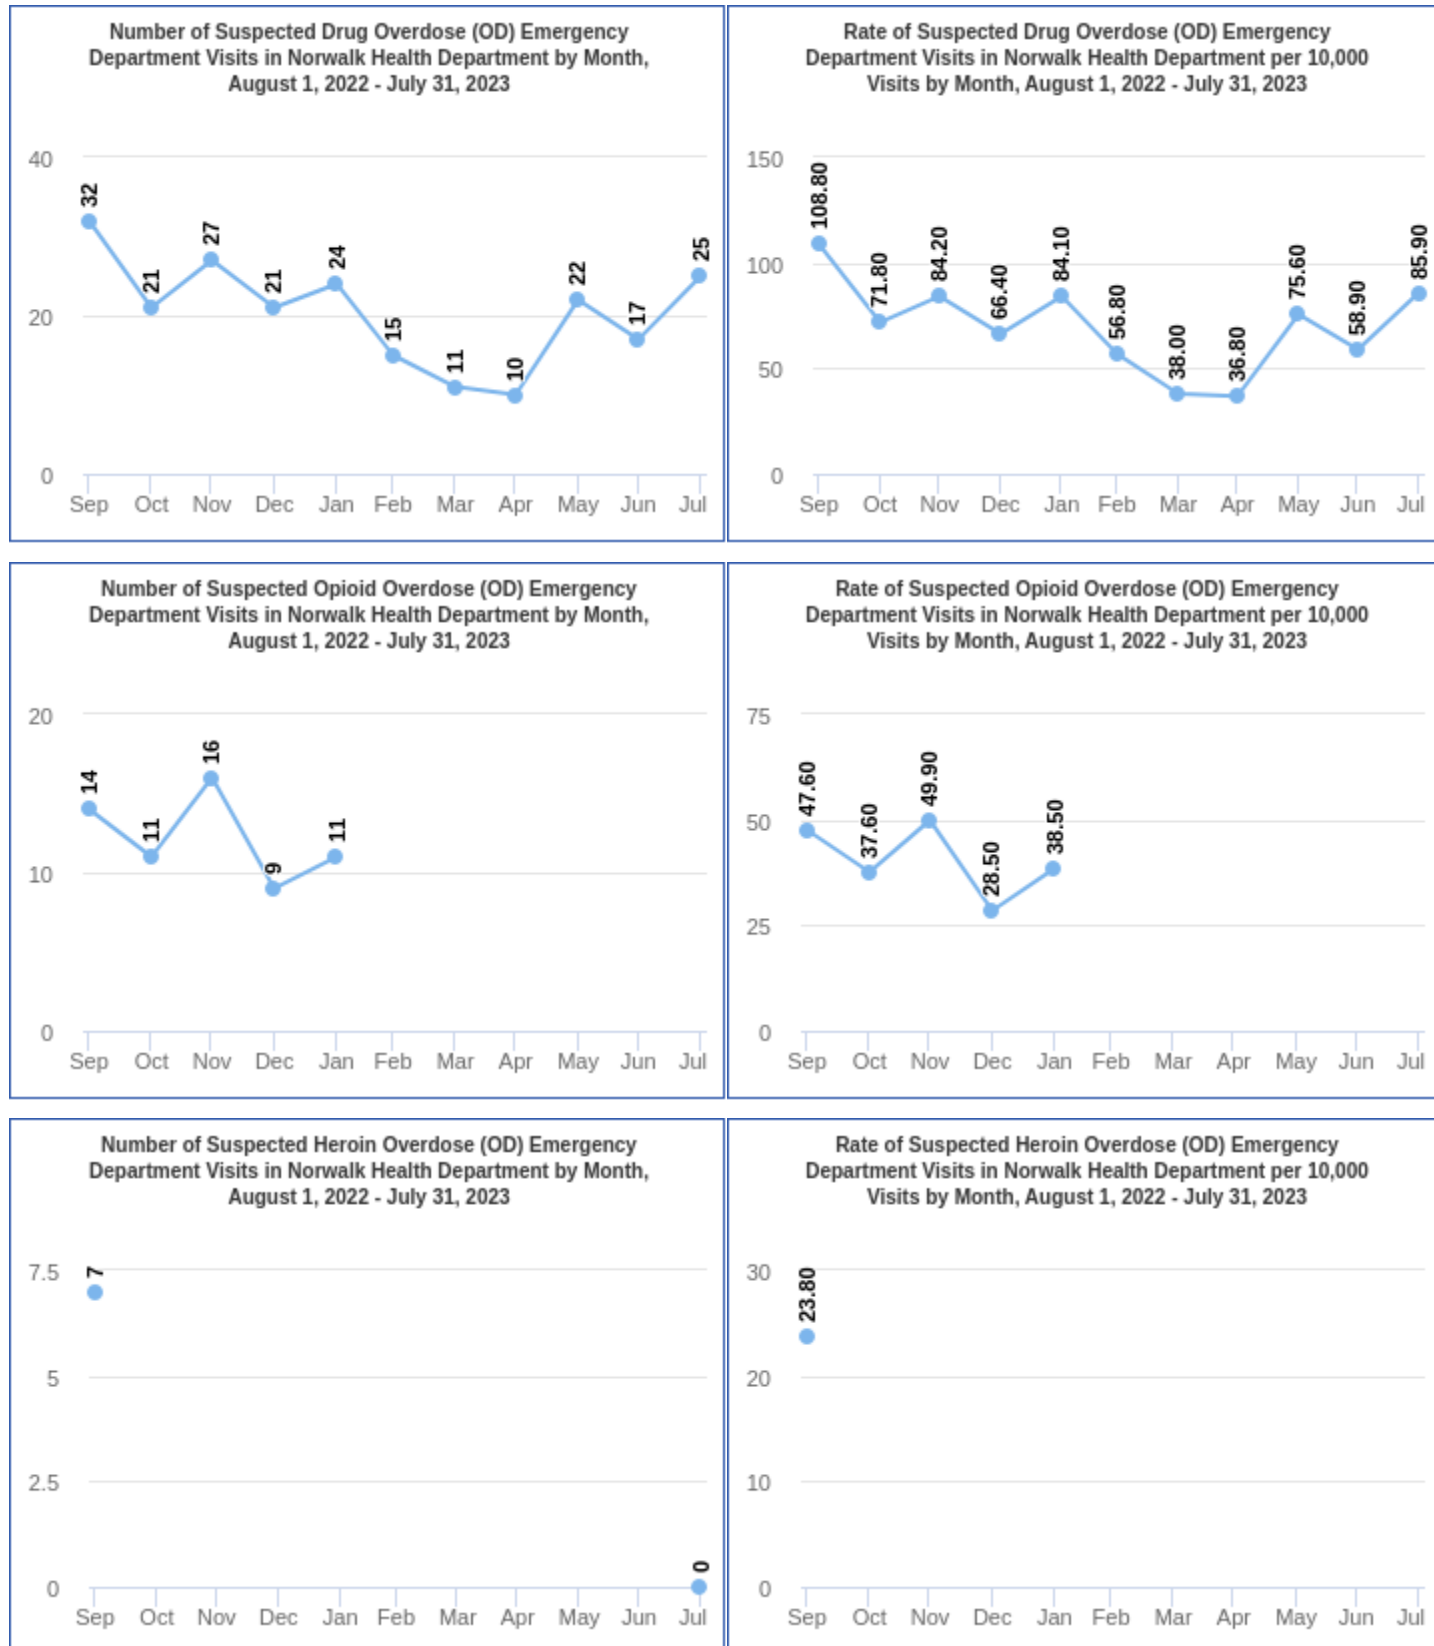 Number of Suspected Drug Overdose (OD) Emergency
Department Visits in Norwalk Health Department by Month,
August 1, 2022 - July 31, 2023
40
20
0
32
21
27
21
24
15
11
10
22
17
25
Sep Oct Nov Dec Jan Feb Mar Apr May Jun Jul
Rate of Suspected Drug Overdose (OD) Emergency
Department Visits in Norwalk Health Department per 10,000
Visits by Month, August 1, 2022 - July 31, 2023
150
100
50
0
108.80
71.80
84.20
66.40
84.10
56.80
38.00
36.80
75.60
58.90
85.90
Sep Oct Nov Dec Jan Feb Mar Apr May Jun Jul
Number of Suspected Opioid Overdose (OD) Emergency
Department Visits in Norwalk Health Department by Month,
August 1, 2022 - July 31, 2023
20
10
0
14
11
16
9
11
Sep Oct Nov Dec Jan Feb Mar Apr May Jun Jul
Rate of Suspected Opioid Overdose (OD) Emergency
Department Visits in Norwalk Health Department per 10,000
Visits by Month, August 1, 2022 - July 31, 2023
75
50
25
0
47.60
37.60
49.90
28.50
38.50
Sep Oct Nov Dec Jan Feb Mar Apr May Jun Jul
Number of Suspected Heroin Overdose (OD) Emergency
Department Visits in Norwalk Health Department by Month,
August 1, 2022 - July 31, 2023
7.5
5
2.5
0
7
0
Sep Oct Nov Dec Jan Feb Mar Apr May Jun Jul
Rate of Suspected Heroin Overdose (OD) Emergency
Department Visits in Norwalk Health Department per 10,000
Visits by Month, August 1, 2022 - July 31, 2023
30
20
10
0
23.80
Sep Oct Nov Dec Jan Feb Mar Apr May Jun Jul